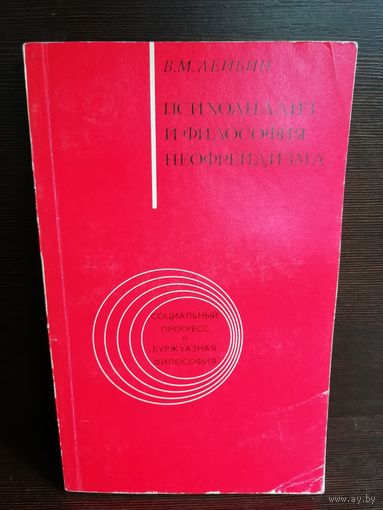 В.М.ЛЕЙБИН
ПСИХОАНАЛИЗ
И ФИЛОСОФИЯ
НЕОФРЕЙДИЗМА
СОЦИАЛЬНЫЙ
ПРОГРЕСС
И
БУРЖУАЗНАЯ
ФИЛОСОФИЯ
www.ay.by